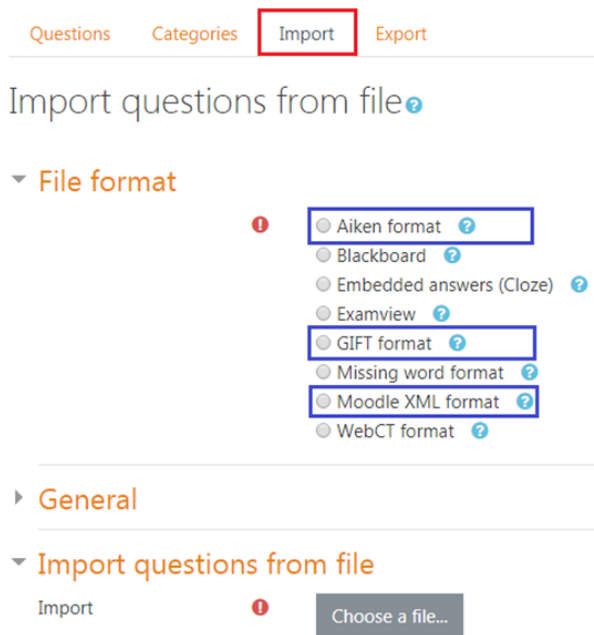 Questions Categories Import Export
Import questions from file
File format
Aiken format
Blackboard
Embedded answers (Cloze)
Examview
GIFT format
Missing word format
Moodle XML format
WebCT format
General
Import questions from file
Import Choose a file...